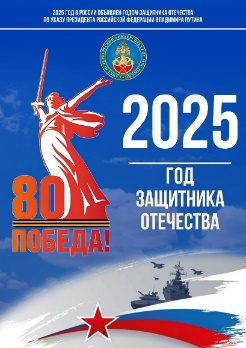 2025 ГОД В РОССИИ ОБЪЯВЛЕН ГОДОМ ЗАЩИТНИКА ОТЕЧЕСТВА
ПО УКАЗУ ПРЕЗИДЕНТА РОССИЙСКОЙ ФЕДЕРАЦИИ ВЛАДИМИРА ПУТИНА
2025
ГОД
ЗАЩИТНИКА
ОТЕЧЕСТВА
80
ПОБЕДА!